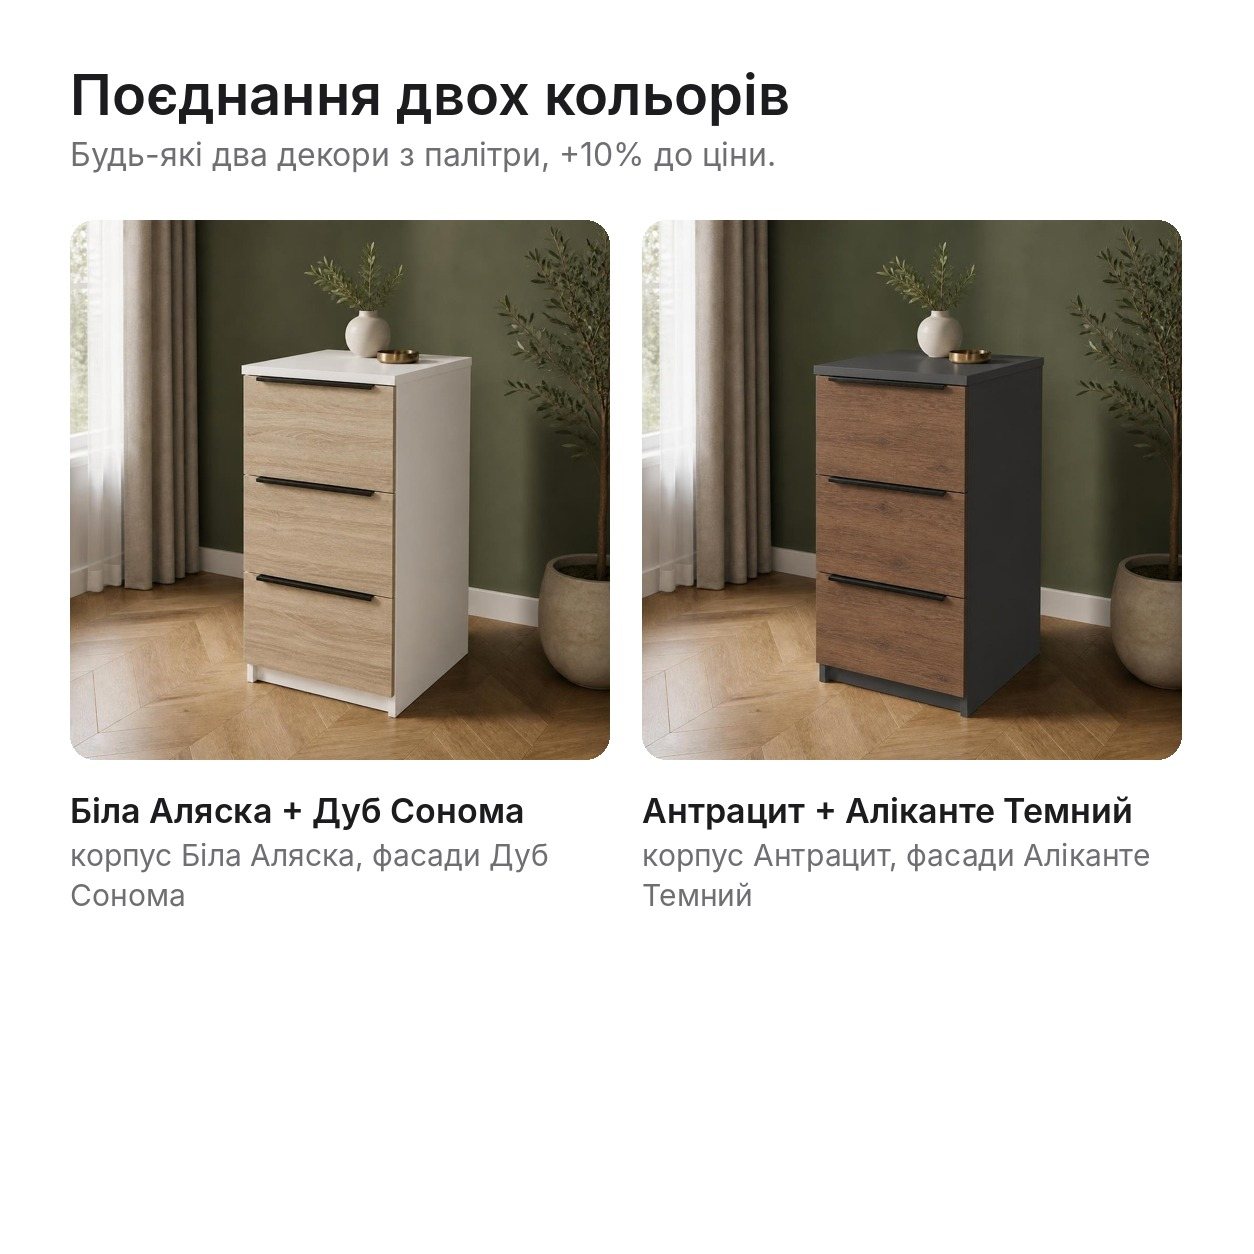 Поєднання двох кольорів
Будь-які два декори з палітри, +10% до ціни.
Біла Аляска + Дуб Сонома
корпус Біла Аляска, фасади Дуб
Сонома
Антрацит + Аліканте Темний
корпус Антрацит, фасади Аліканте
Темний